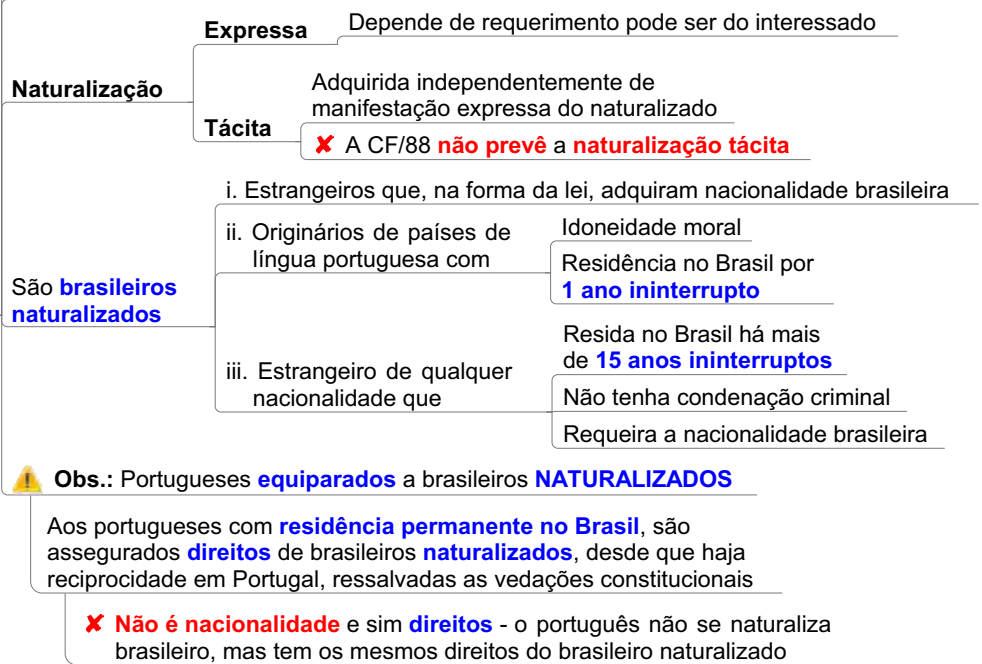 Expressa
Depende de requerimento pode ser do interessado
Naturalização
Adquirida independentemente de
manifestação expressa do naturalizado
Tácita
✘ A CF/88 não prevê a naturalização tácita
i. Estrangeiros que, na forma da lei, adquiram nacionalidade brasileira
ii. Originários de países de
língua portuguesa com
Idoneidade moral
Residência no Brasil por
1 ano ininterrupto
São brasileiros
naturalizados
iii. Estrangeiro de qualquer
nacionalidade que
Resida no Brasil há mais
de 15 anos ininterruptos
Não tenha condenação criminal
Requeira a nacionalidade brasileira
Obs.: Portugueses equiparados a brasileiros NATURALIZADOS
Aos portugueses com residência permanente no Brasil, são
assegurados direitos de brasileiros naturalizados, desde que haja
reciprocidade em Portugal, ressalvadas as vedações constitucionais
✘ Não é nacionalidade e sim direitos - o português não se naturaliza
brasileiro, mas tem os mesmos direitos do brasileiro naturalizado